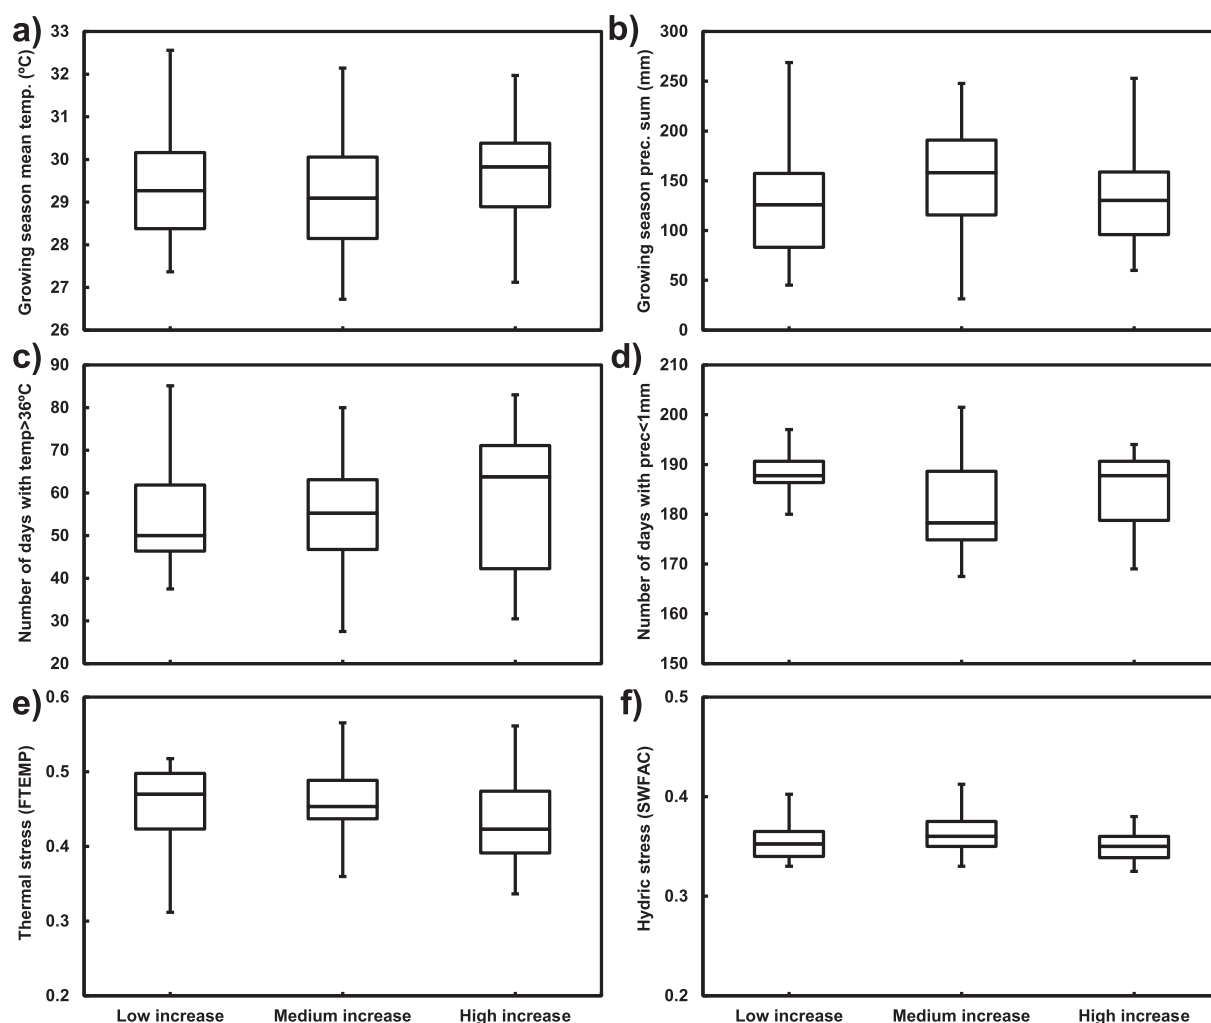 a)
Growing season mean temp. (ºC)
33
32
31
30
29
28
27
26
b)
Growing season prec. sum (mm)
300
250
200
150
100
50
0
c)
Number of days with temp>36ºC
90
80
70
60
50
40
30
20
d)
Number of days with prec<1mm
210
200
190
180
170
160
150
e)
Thermal stress (FTEMP)
0.6
0.5
0.4
0.3
0.2
Low increase
Medium increase
High increase
f)
Hydric stress (SWFAC)
0.5
0.4
0.3
0.2
Low increase
Medium increase
High increase